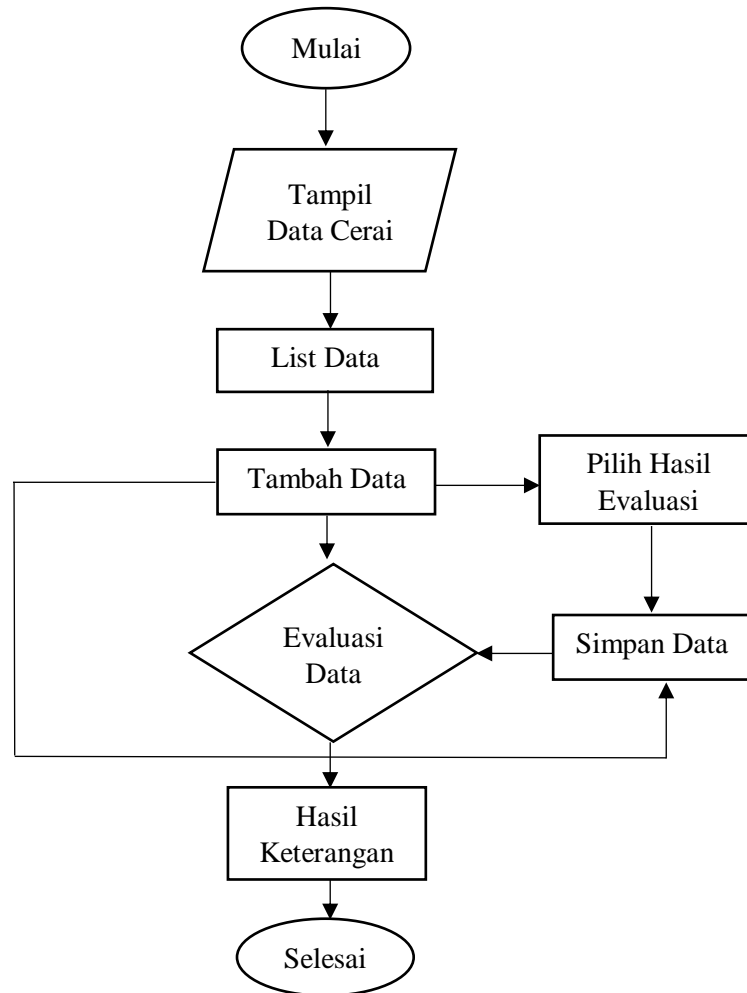 Mulai
Tampil
Data Cerai
List Data
Tambah Data
Pilih Hasil
Evaluasi
Evaluasi
Data
Simpan Data
Hasil
Keterangan
Selesai